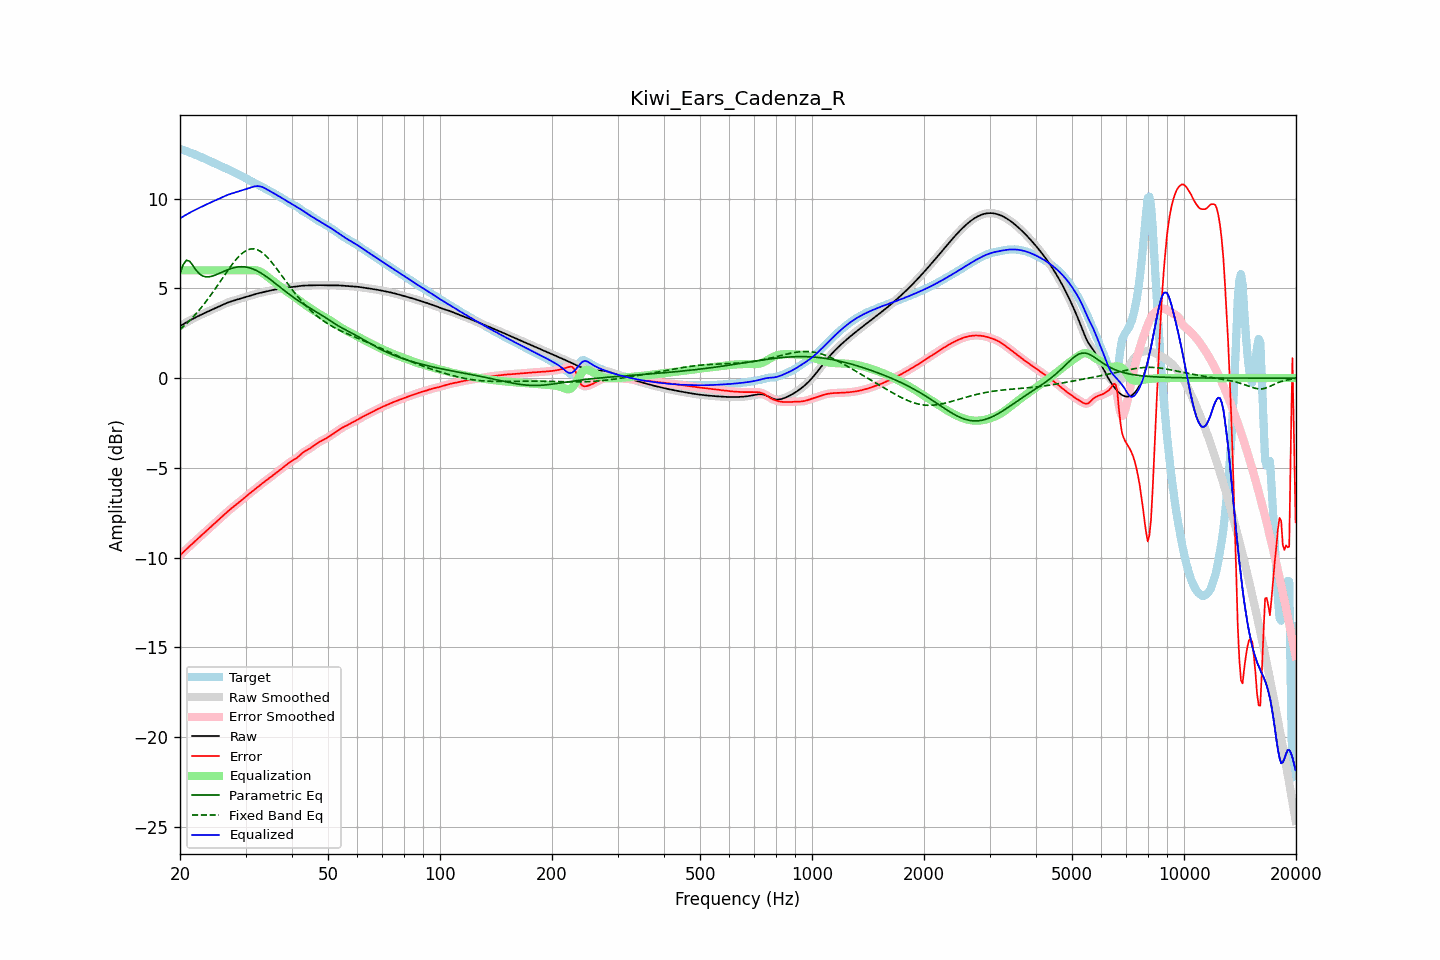 Kiwi_Ears_Cadenza_R
Amplitude (dBr)
10
5
0
−5
−10
−15
−20
−25
Target
Raw Smoothed
Error Smoothed
Raw
Error
Equalization
Parametric Eq
Fixed Band Eq
Equalized
20
50
100
200
500
1000
2000
5000
10000
20000
Frequency (Hz)